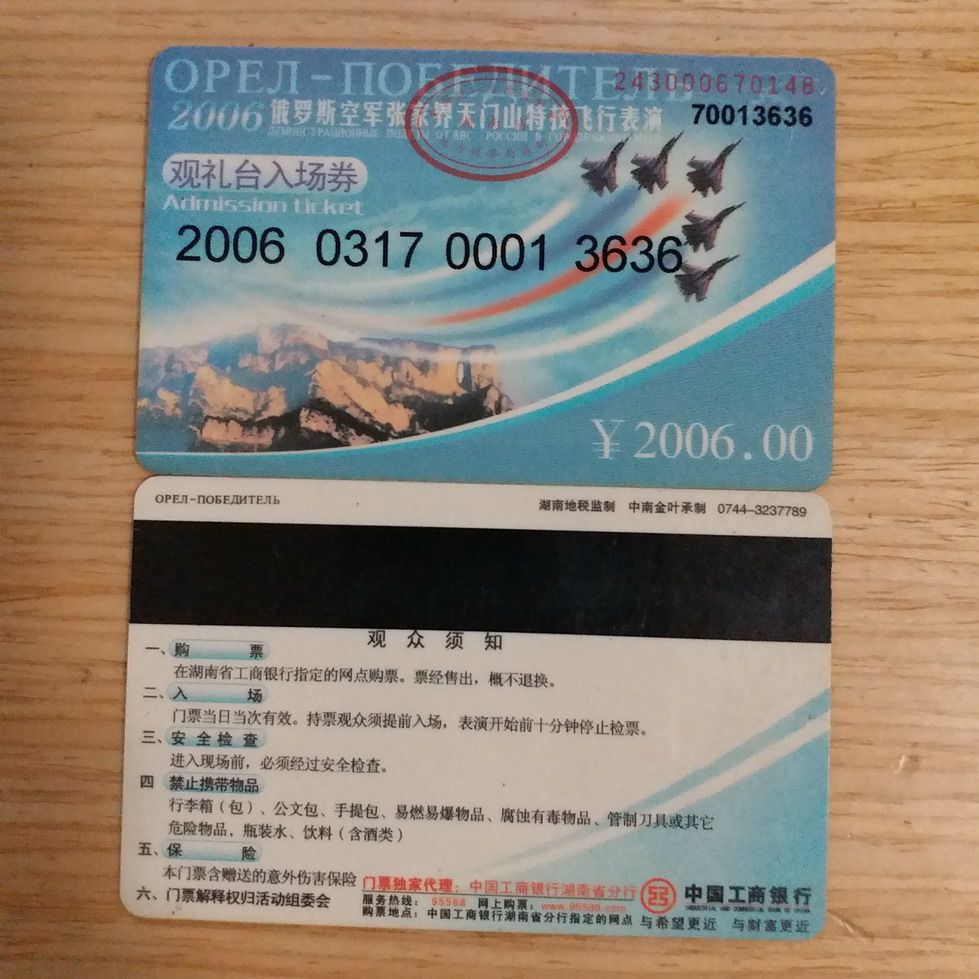 ОРЕЛ-ПОБЕДИТЕЛЬ
243000670148
2006俄罗斯空军张家界天门山特技飞行表演
70013636
观礼台入场券
Admission ticket
2006 0317 0001 3636
￥2006.00
ОРЕЛ-ПОБЕДИТЕЛЬ
湖南地税监制 中南金叶承制 0744-3237789
观众须知
一、购票
在湖南省工商银行指定的网点购票。票经售出，概不退换。
二、入场
门票当日当次有效。持票观众须提前入场，表演开始前十分钟停止检票。
三、安全检查
进入现场前，必须经过安全检查。
四 禁止携带物品
行李箱（包）、公文包、手提包、易燃易爆物品、腐蚀有毒物品、管制刀具或其它
危险物品，瓶装水、饮料（含酒类）
五、保险
本门票含赠送的意外伤害保险
六、门票解释权归活动组委会
门票独家代理：中国工商银行湖南省分行
服务热线：95588 网上购票：www.95588.com
购票地点：中国工商银行湖南省分行指定的网点
中国工商银行
INDUSTRIAL AND COMMERCIAL BANK OF CHINA
与希望更近 与财富更近